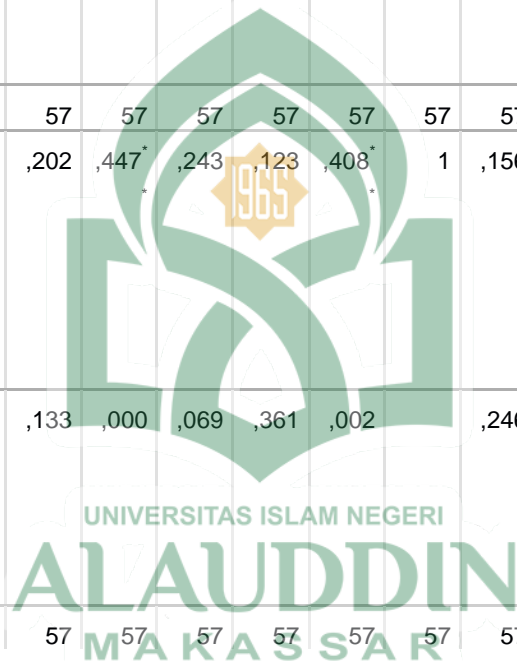 57 57 57 57 57 57
,202 ,447** ,243 ,123 ,408** 1
1965
,133 ,000 ,069 ,361 ,002
UNIVERSITAS ISLAM NEGERI
ALAUDDIN
57 57 57 57 57 57
MAKASSAR